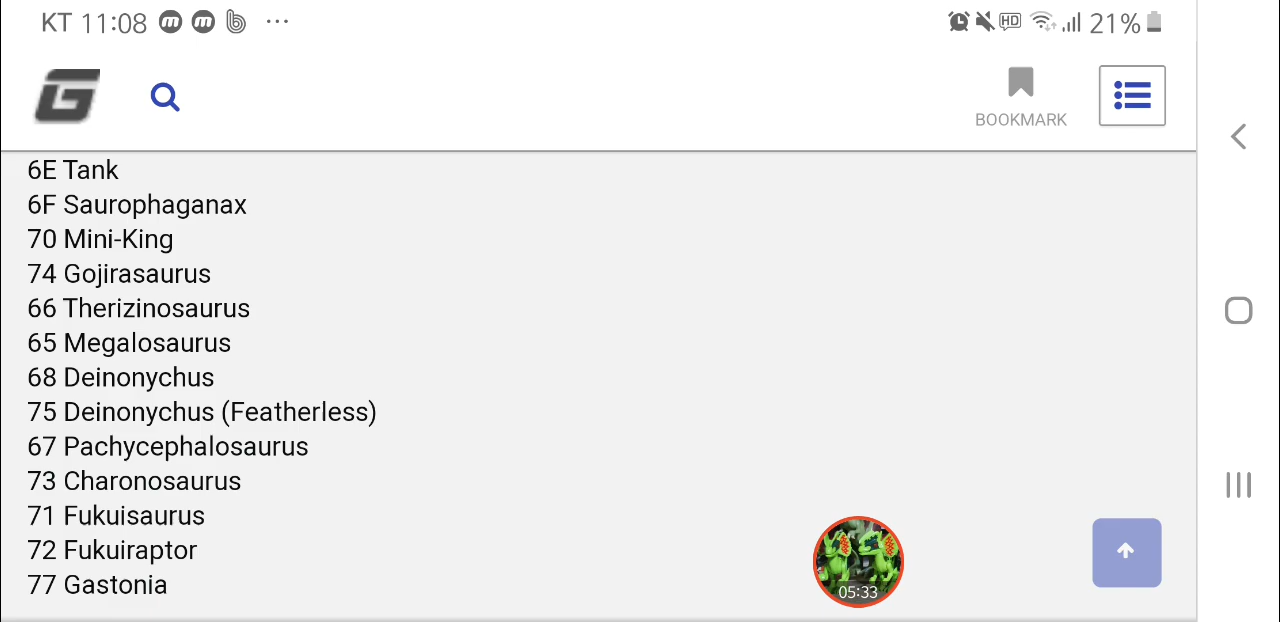 KT 11:08
HD 21%
G
BOOKMARK
6E Tank
6F Saurophaganax
70 Mini-King
74 Gojirasaurus
66 Therizinosaurus
65 Megalosaurus
68 Deinonychus
75 Deinonychus (Featherless)
67 Pachycephalosaurus
73 Charonosaurus
71 Fukuisaurus
72 Fukuiraptor
77 Gastonia
05:33